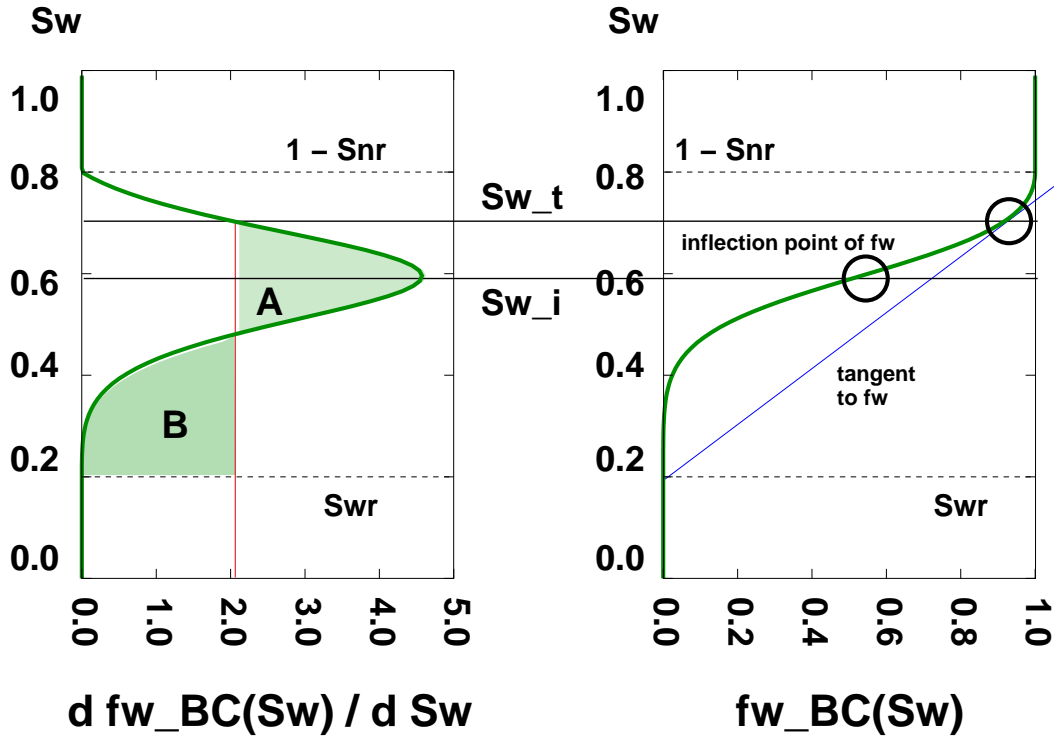 Sw
Sw
1.0
0.8
0.6
0.4
0.2
0.0
1 – Snr
A
B
Swr
0.0
1.0
2.0
3.0
4.0
5.0
d fw_BC(Sw) / d Sw
Sw_t
Sw_i
1.0
0.8
0.6
0.4
0.2
0.0
1 – Snr
inflection point of fw
tangent
to fw
Swr
0.0
0.2
0.4
0.6
0.8
1.0
fw_BC(Sw)